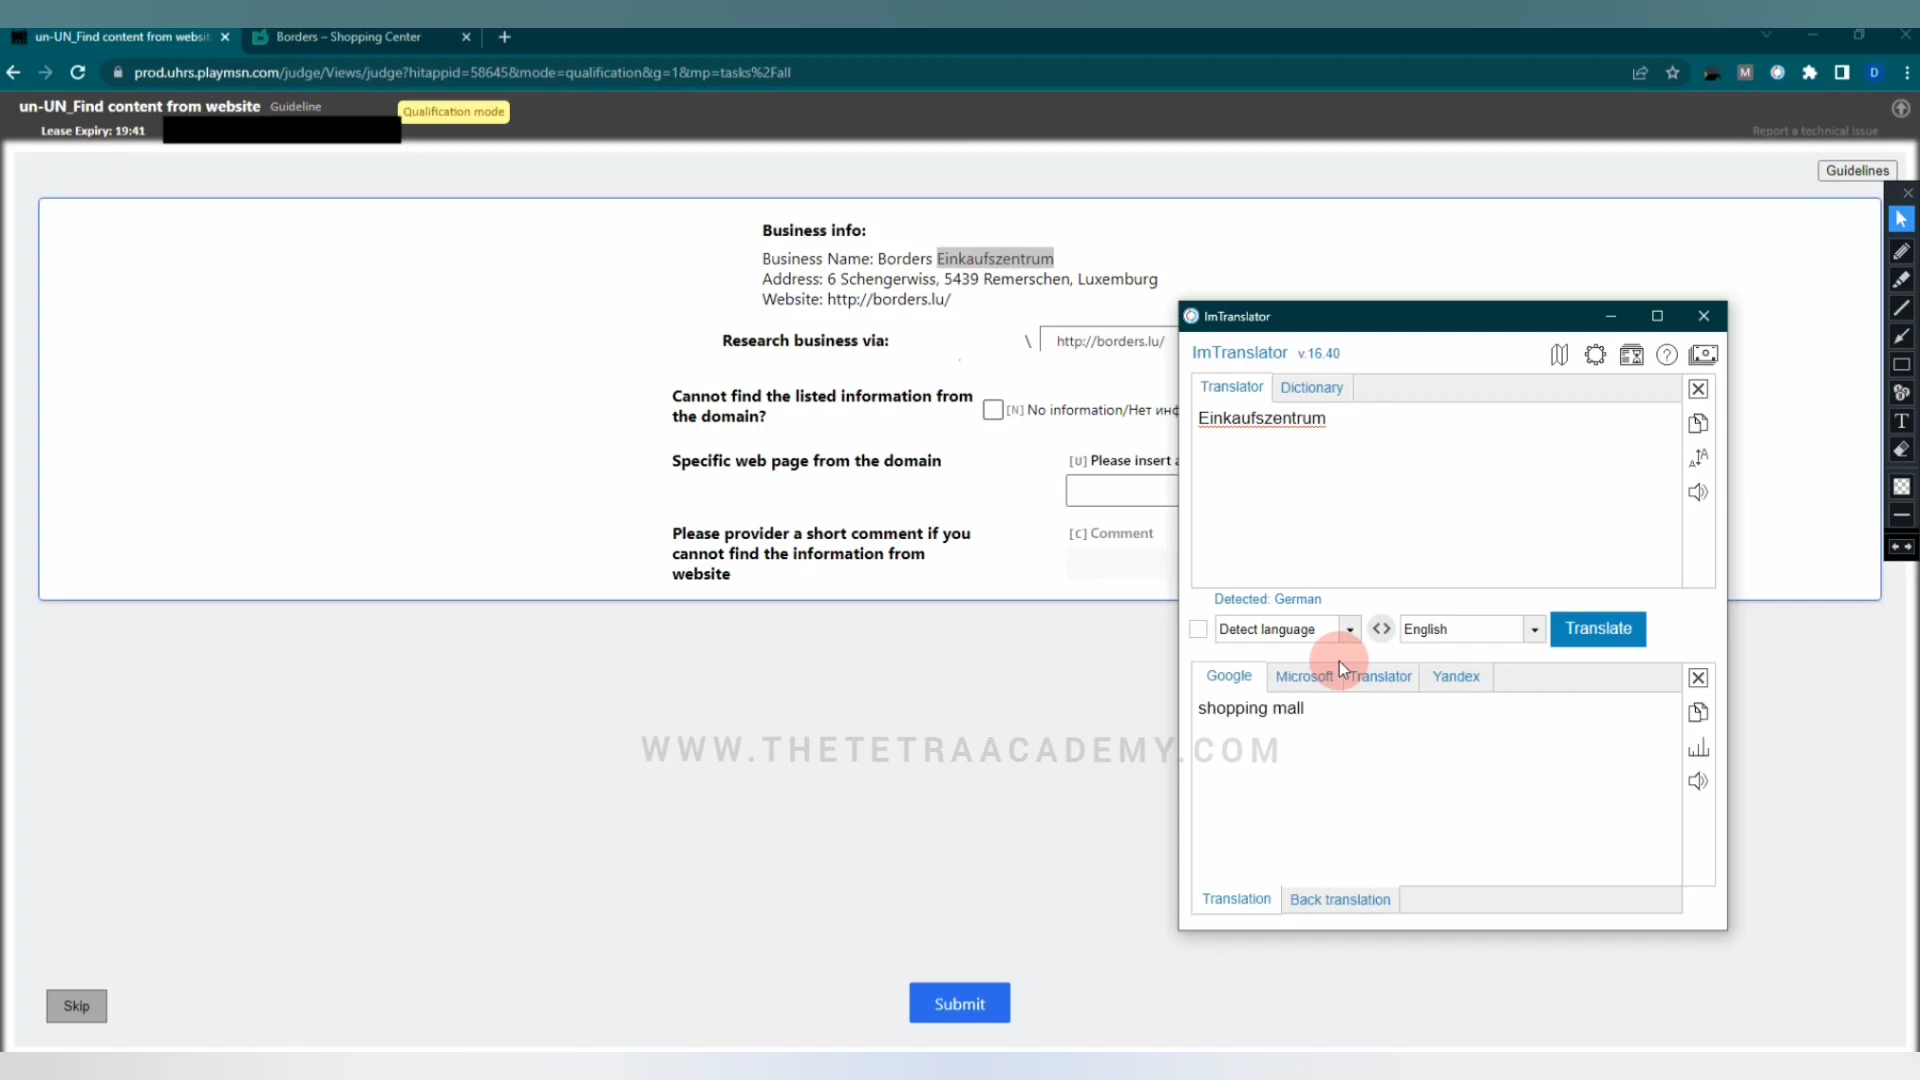 un-UN_Find content from websit
Borders – Shopping Center
prod.uhrs.playmsn.com/judge/Views/judge?hitappid=58645&mode=qualification&g=1&mp=tasks%2Fall
M
D
un-UN_Find content from website Guideline
Qualification mode
Lease Expiry: 19:41
Report a technical issue
Guidelines
Business info:
Business Name: Borders Einkaufszentrum
Address: 6 Schengerwiss, 5439 Remerschen, Luxemburg
Website: http://borders.lu/
Research business via:
\
http://borders.lu/
Cannot find the listed information from
the domain?
[N] No information/Нет инф
Specific web page from the domain
[U] Please insert a
Please provider a short comment if you
cannot find the information from
website
[C] Comment
ImTranslator
ImTranslator v.16.40
Translator Dictionary
Einkaufszentrum
Detected: German
Detect language
English
Translate
Google Microsoft Translator Yandex
shopping mall
Translation Back translation
WWW.THETETRAACADEMY.COM
Skip
Submit